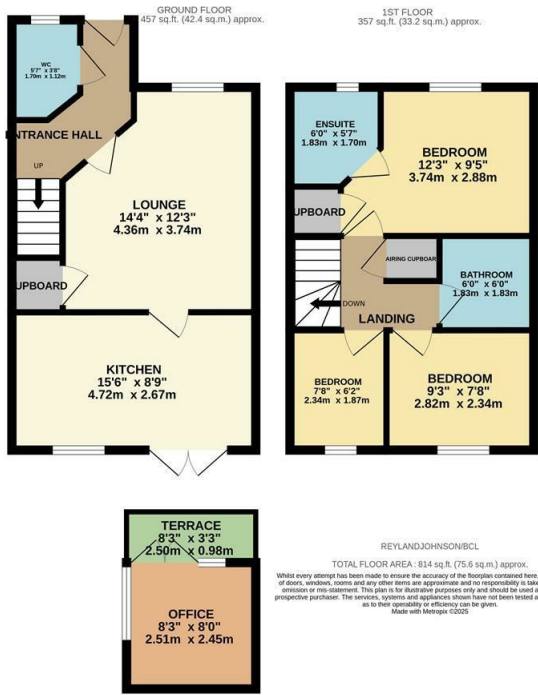 GROUND FLOOR
457 sq.ft. (42.4 sq.m.) approx.
WC
5'7" x 3'8"
1.70m x 1.12m
ENTRANCE HALL
UP
LOUNGE
14'4" x 12'3"
4.36m x 3.74m
UPBOARD
KITCHEN
15'6" x 8'9"
4.72m x 2.67m
1ST FLOOR
357 sq.ft. (33.2 sq.m.) approx.
ENSUITE
6'0" x 5'7"
1.83m x 1.70m
BEDROOM
12'3" x 9'5"
3.74m x 2.88m
UPBOARD
AIRING CUPBOARD
BATHROOM
6'0" x 6'0"
1.83m x 1.83m
DOWN
LANDING
BEDROOM
7'8" x 6'2"
2.34m x 1.87m
BEDROOM
9'3" x 7'8"
2.82m x 2.34m
TERRACE
8'3" x 3'3"
2.50m x 0.98m
OFFICE
8'3" x 8'0"
2.51m x 2.45m
REYLANDJOHNSON/BCL
TOTAL FLOOR AREA : 814 sq.ft. (75.6 sq.m.) approx.
Whilst every attempt has been made to ensure the accuracy of the floorplan contained here,
of doors, windows, rooms and any other items are approximate and no responsibility is take
omission or mis-statement. This plan is for illustrative purposes only and should be used a
prospective purchaser. The services, systems and appliances shown have not been tested a
as to their operability or efficiency can be given.
Made with Metropix ©2025